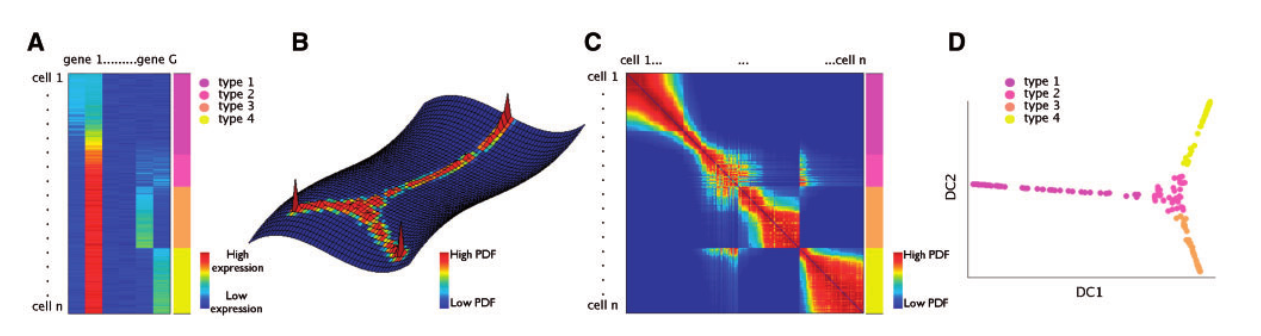 A
gene 1.........gene G
cell 1
cell n
type 1
type 2
type 3
type 4
High
expression
Low
expression
B
High PDF
Low PDF
C
cell 1...
...
...cell n
cell 1
cell n
High PDF
Low PDF
D
type 1
type 2
type 3
type 4
DC2
DC1